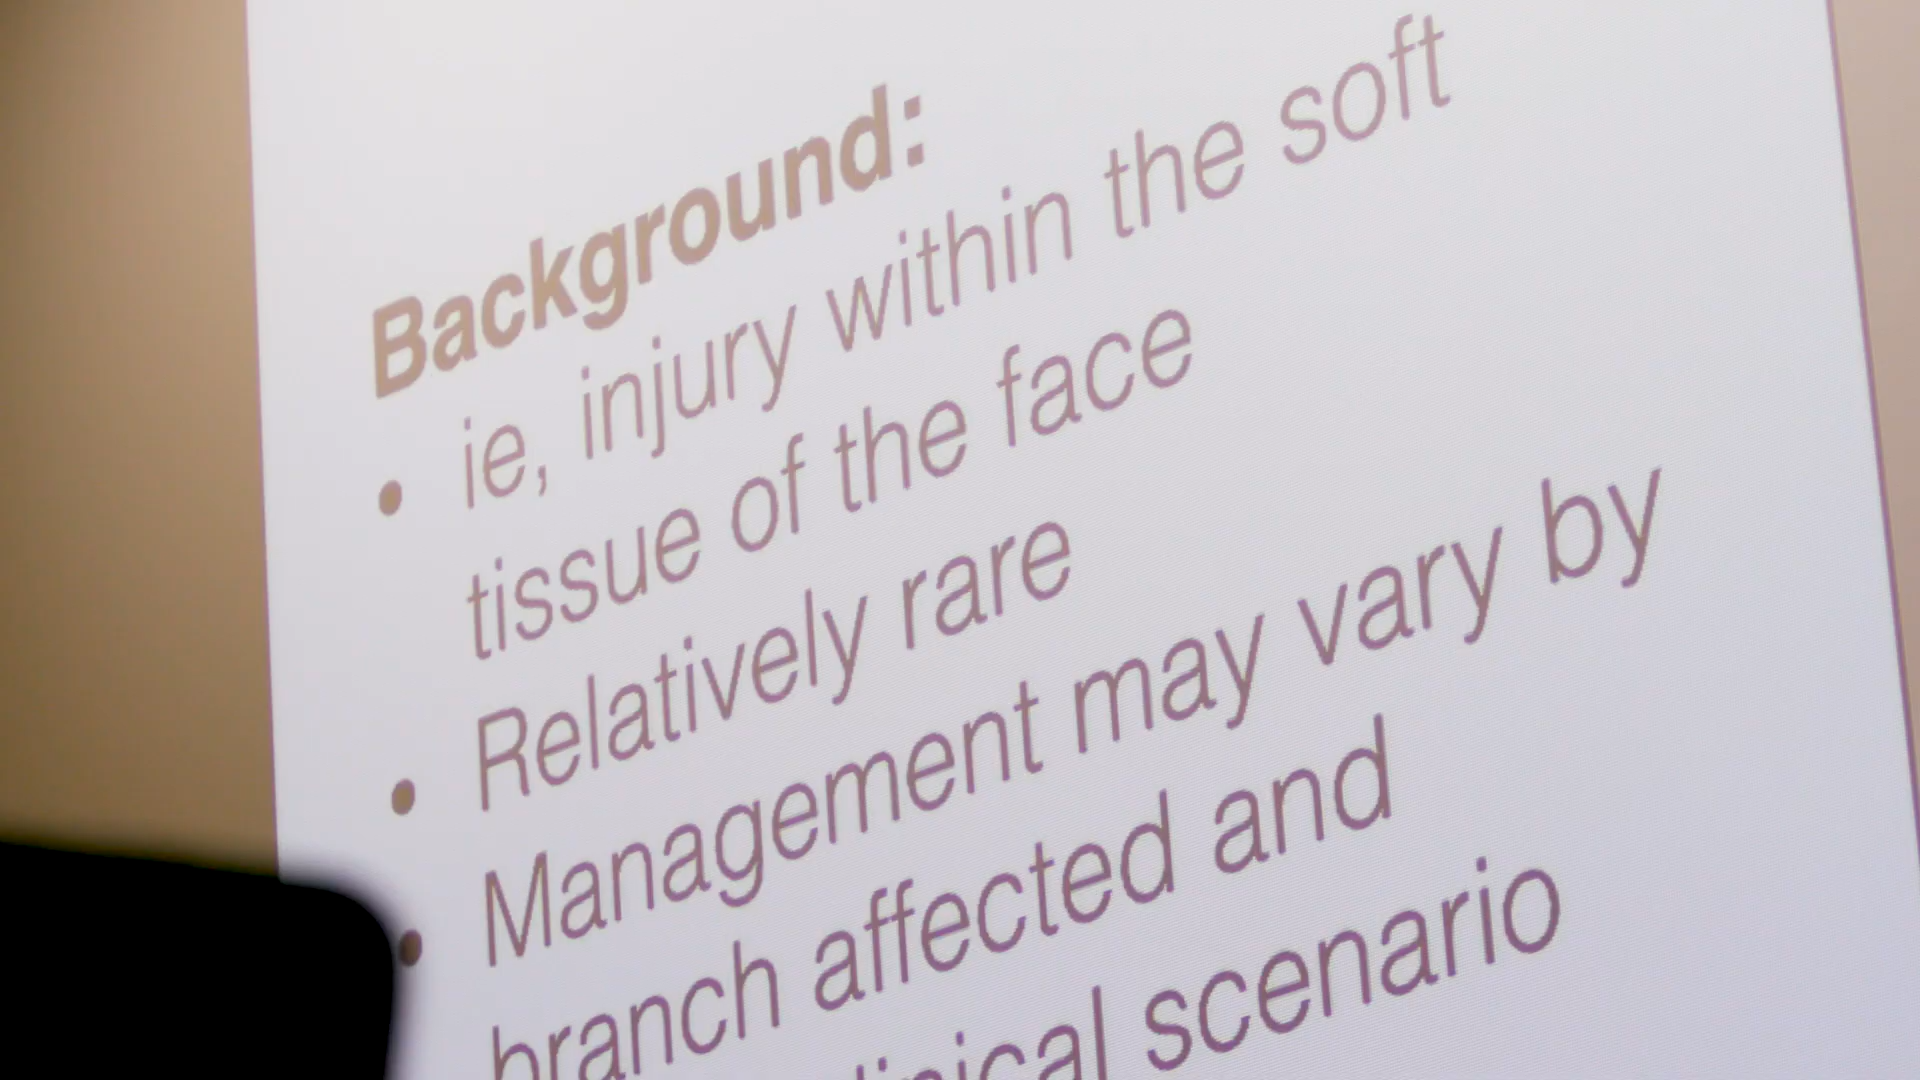 Background:
• ie, injury within the soft
tissue of the face
• Relatively rare
• Management may vary by
branch affected and
clinical scenario